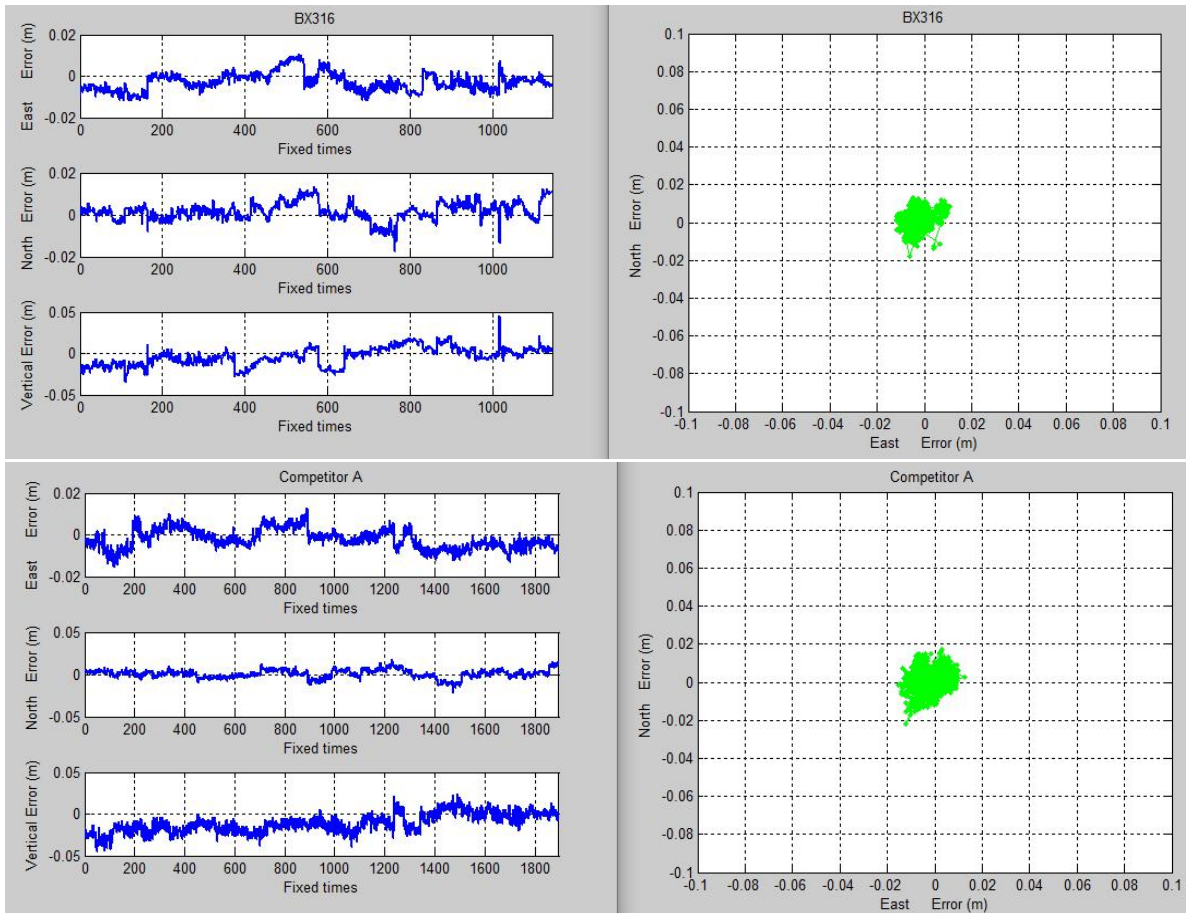 BX316
East Error (m)
0.02
0
-0.02
0 200 400 600 800 1000
Fixed times
North Error (m)
0.02
0
-0.02
0 200 400 600 800 1000
Fixed times
Vertical Error (m)
0.05
0
-0.05
0 200 400 600 800 1000
Fixed times
BX316
North Error (m)
0.1
0.08
0.06
0.04
0.02
0
-0.02
-0.04
-0.06
-0.08
-0.1
-0.1 -0.08 -0.06 -0.04 -0.02 0 0.02 0.04 0.06 0.08 0.1
East Error (m)
Competitor A
East Error (m)
0.02
0
-0.02
0 200 400 600 800 1000 1200 1400 1600 1800
Fixed times
North Error (m)
0.05
0
-0.05
0 200 400 600 800 1000 1200 1400 1600 1800
Fixed times
Vertical Error (m)
0.05
0
-0.05
0 200 400 600 800 1000 1200 1400 1600 1800
Fixed times
Competitor A
North Error (m)
0.1
0.08
0.06
0.04
0.02
0
-0.02
-0.04
-0.06
-0.08
-0.1
-0.1 -0.08 -0.06 -0.04 -0.02 0 0.02 0.04 0.06 0.08 0.1
East Error (m)